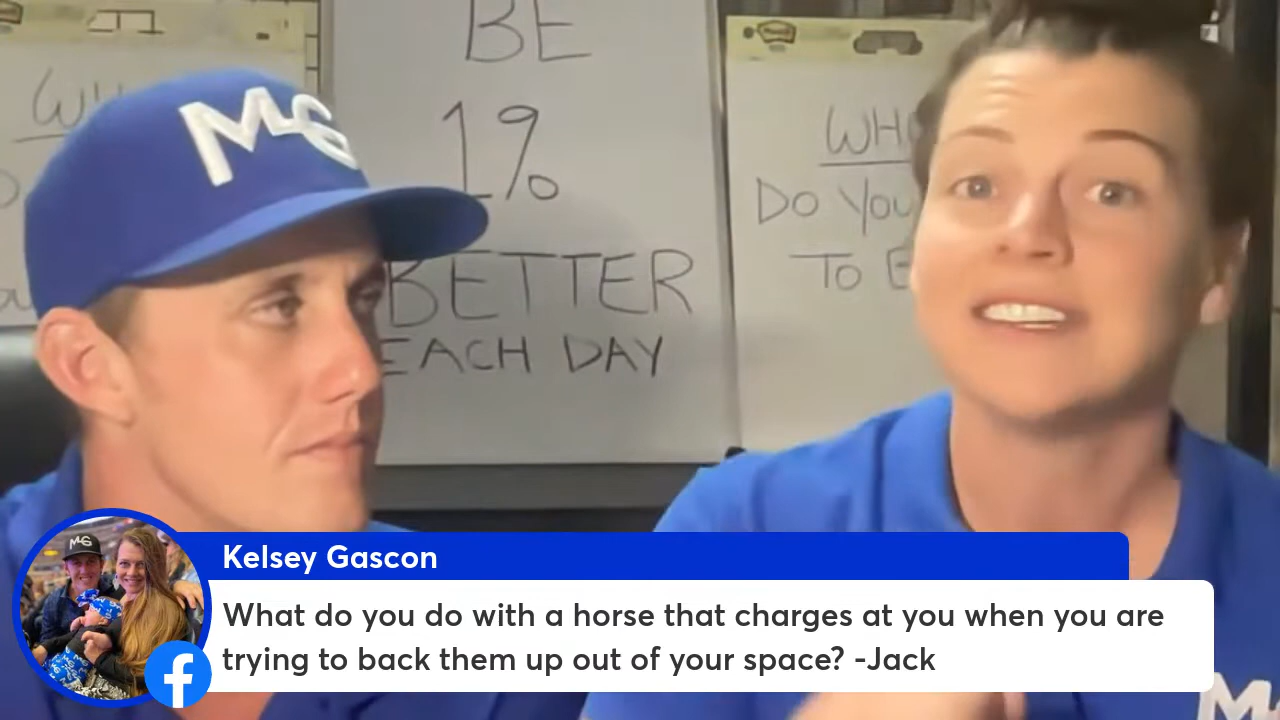 BE
1%
BETTER
EACH DAY
WH
DO YOU
TO E
Kelsey Gascon
What do you do with a horse that charges at you when you are
trying to back them up out of your space? -Jack